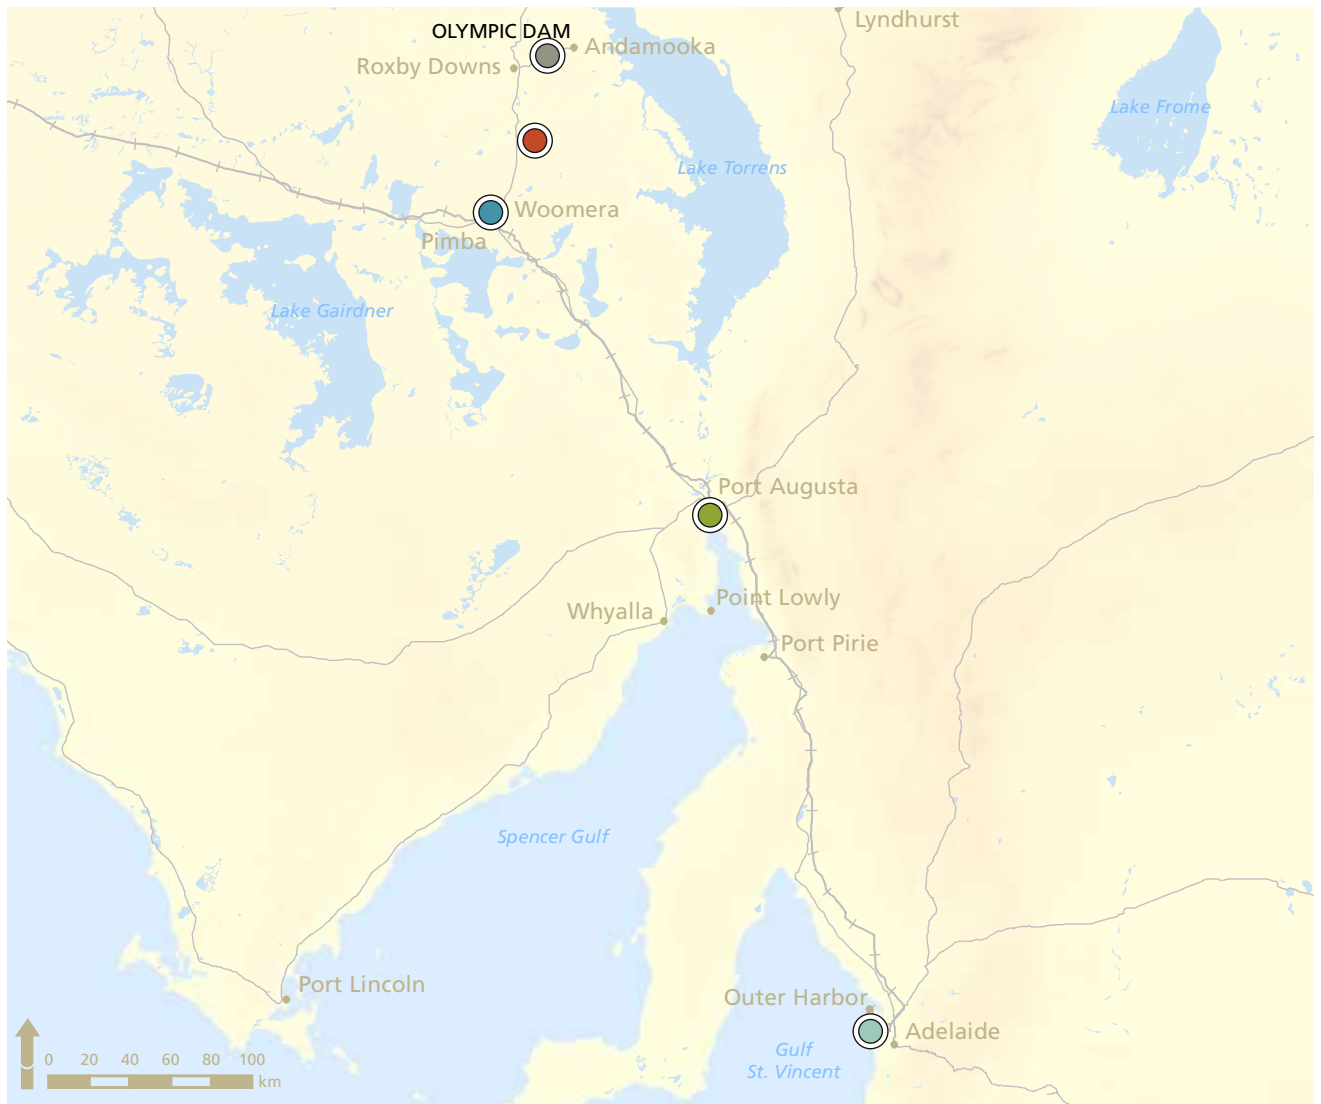 Lyndhurst
OLYMPIC DAM
Andamooka
Roxby Downs
Lake Frome
Lake Torrens
Woomera
Pimba
Lake Gairdner
Port Augusta
Point Lowly
Whyalla
Port Pirie
Spencer Gulf
Port Lincoln
Outer Harbor
Adelaide
Gulf
St. Vincent
0 20 40 60 80 100
km